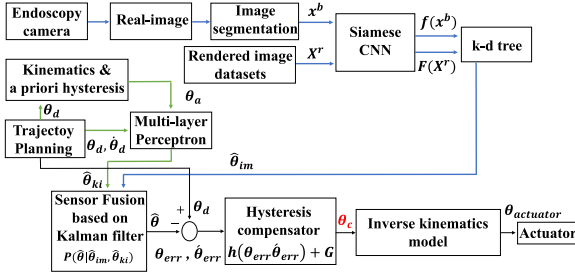 Endoscopy
camera
Real-image
Image
segmentation
x^b
Siamese
CNN
f(x^b)
F(X^r)
k-d tree
Rendered image
datasets
X^r
Kinematics &
a priori hysteresis
θ_a
θ_d
Trajectoy
Planning
θ_d, θ̇_d
Multi-layer
Perceptron
θ̂_im
θ̂_ki
Sensor Fusion
based on
Kalman filter
P(θ̂|θ̂_im, θ̂_ki)
θ̂
+
−
θ_d
θ_err, θ̇_err
Hysteresis
compensator
h(θ_err θ̇_err) + G
θ_c
Inverse kinematics
model
θ_actuator
Actuator